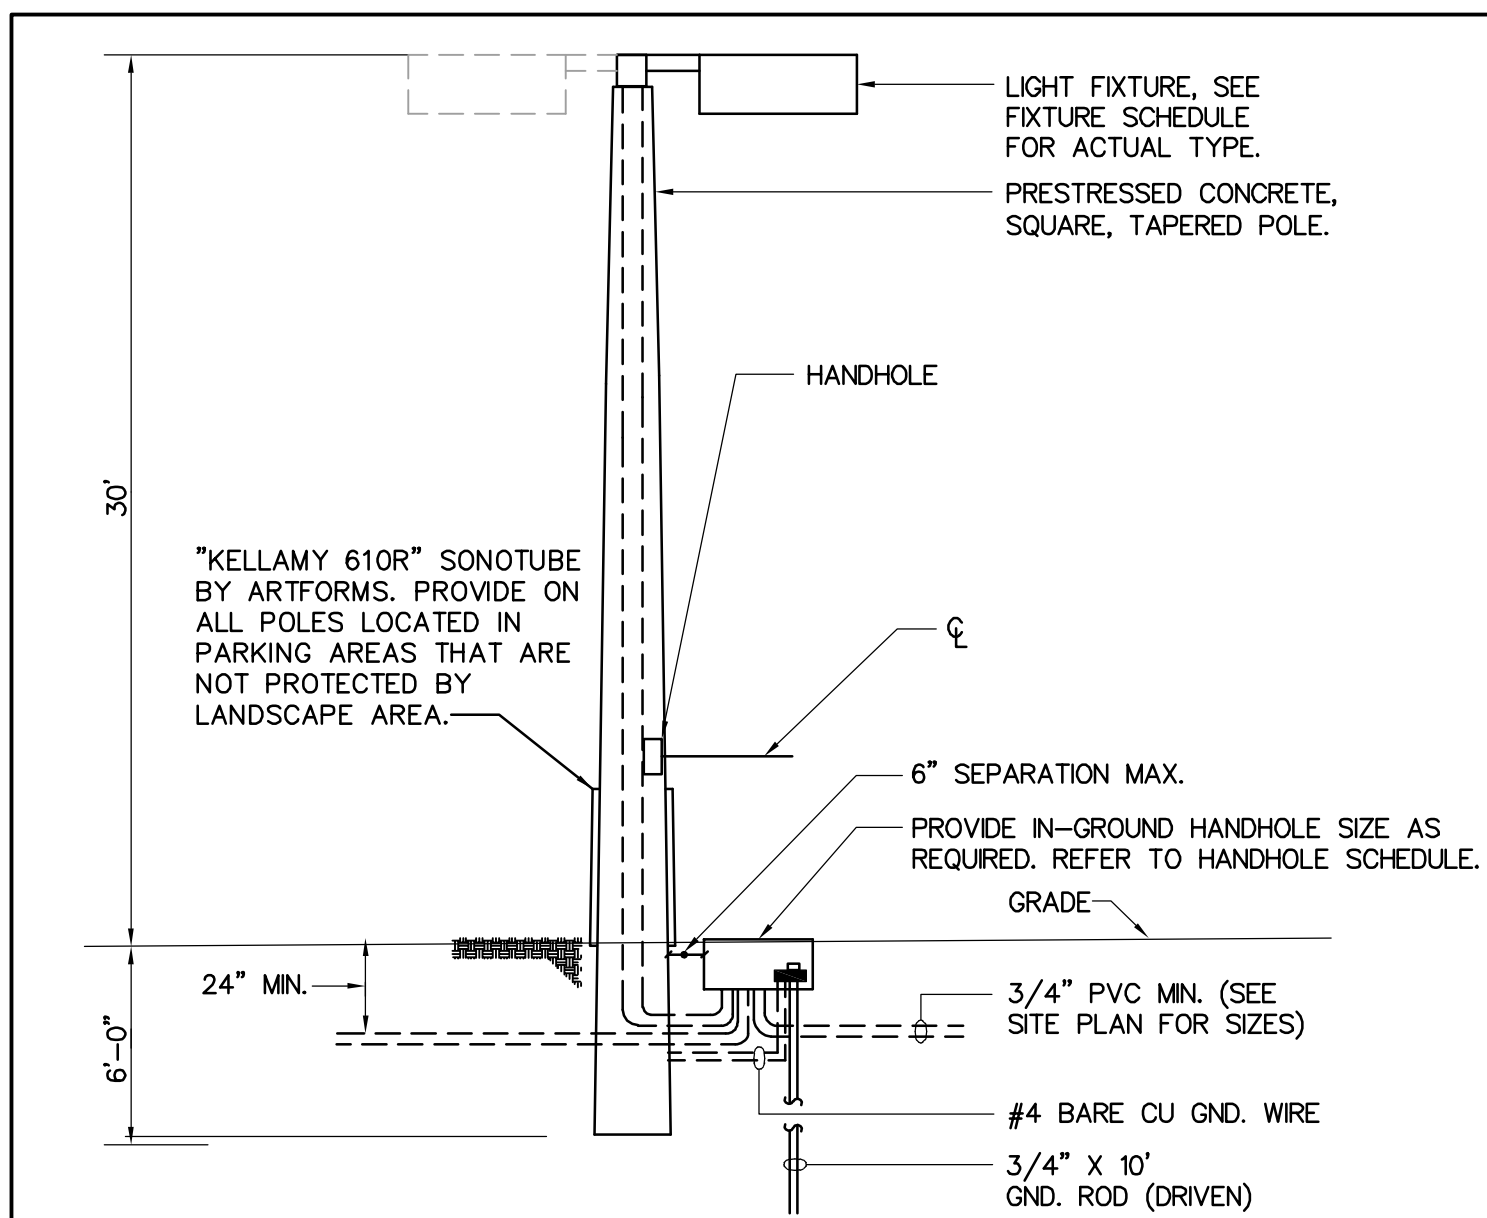 LIGHT FIXTURE, SEE
FIXTURE SCHEDULE
FOR ACTUAL TYPE.
PRESTRESSED CONCRETE,
SQUARE, TAPERED POLE.
HANDHOLE
30'
"KELLAMY 610R" SONOTUBE
BY ARTFORMS. PROVIDE ON
ALL POLES LOCATED IN
PARKING AREAS THAT ARE
NOT PROTECTED BY
LANDSCAPE AREA.
℄
6" SEPARATION MAX.
PROVIDE IN-GROUND HANDHOLE SIZE AS
REQUIRED. REFER TO HANDHOLE SCHEDULE.
GRADE
24" MIN.
6'-0"
3/4" PVC MIN. (SEE
SITE PLAN FOR SIZES)
#4 BARE CU GND. WIRE
3/4" X 10'
GND. ROD (DRIVEN)